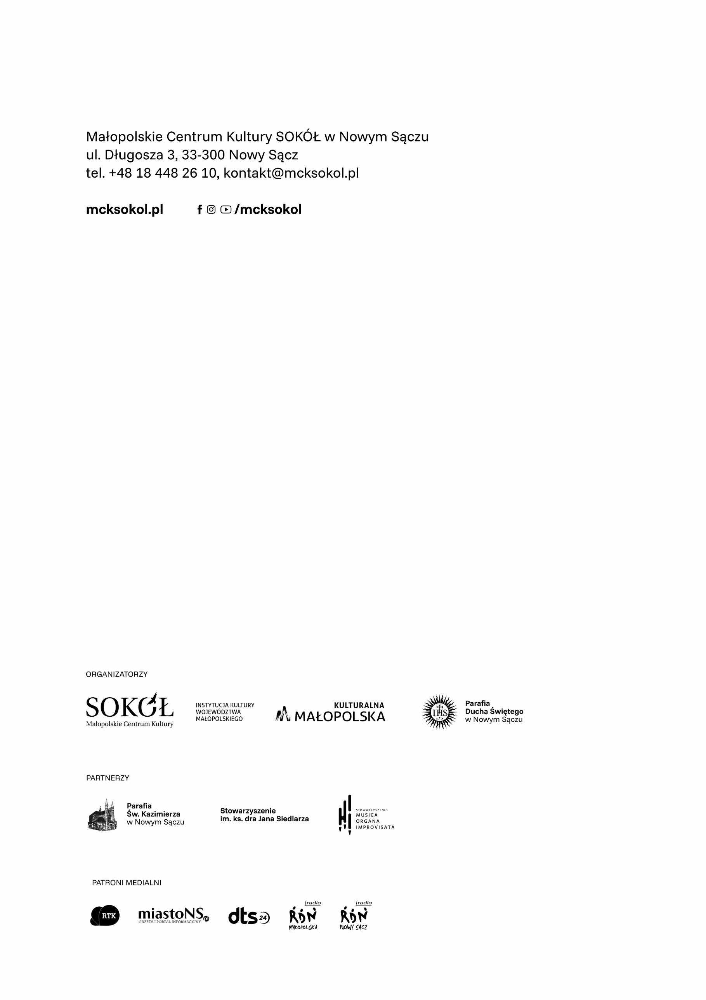 Małopolskie Centrum Kultury SOKÓŁ w Nowym Sączu
ul. Długosza 3, 33-300 Nowy Sącz
tel. +48 18 448 26 10, kontakt@mcksokol.pl
mcksokol.pl /mcksokol
ORGANIZATORZY
SOKÓŁ
Małopolskie Centrum Kultury
INSTYTUCJA KULTURY
WOJEWÓDZTWA
MAŁOPOLSKIEGO
KULTURALNA
MAŁOPOLSKA
IHS
Parafia
Ducha Świętego
w Nowym Sączu
PARTNERZY
Parafia
Św. Kazimierza
w Nowym Sączu
Stowarzyszenie
im. ks. dra Jana Siedlarza
STOWARZYSZENIE
MUSICA
ORGANA
IMPROVISATA
PATRONI MEDIALNI
RTK
miastoNS.pl
GAZETA I PORTAL INFORMACYJNY
dts24
radio
RDN
MAŁOPOLSKA
radio
RDN
NOWY SĄCZ